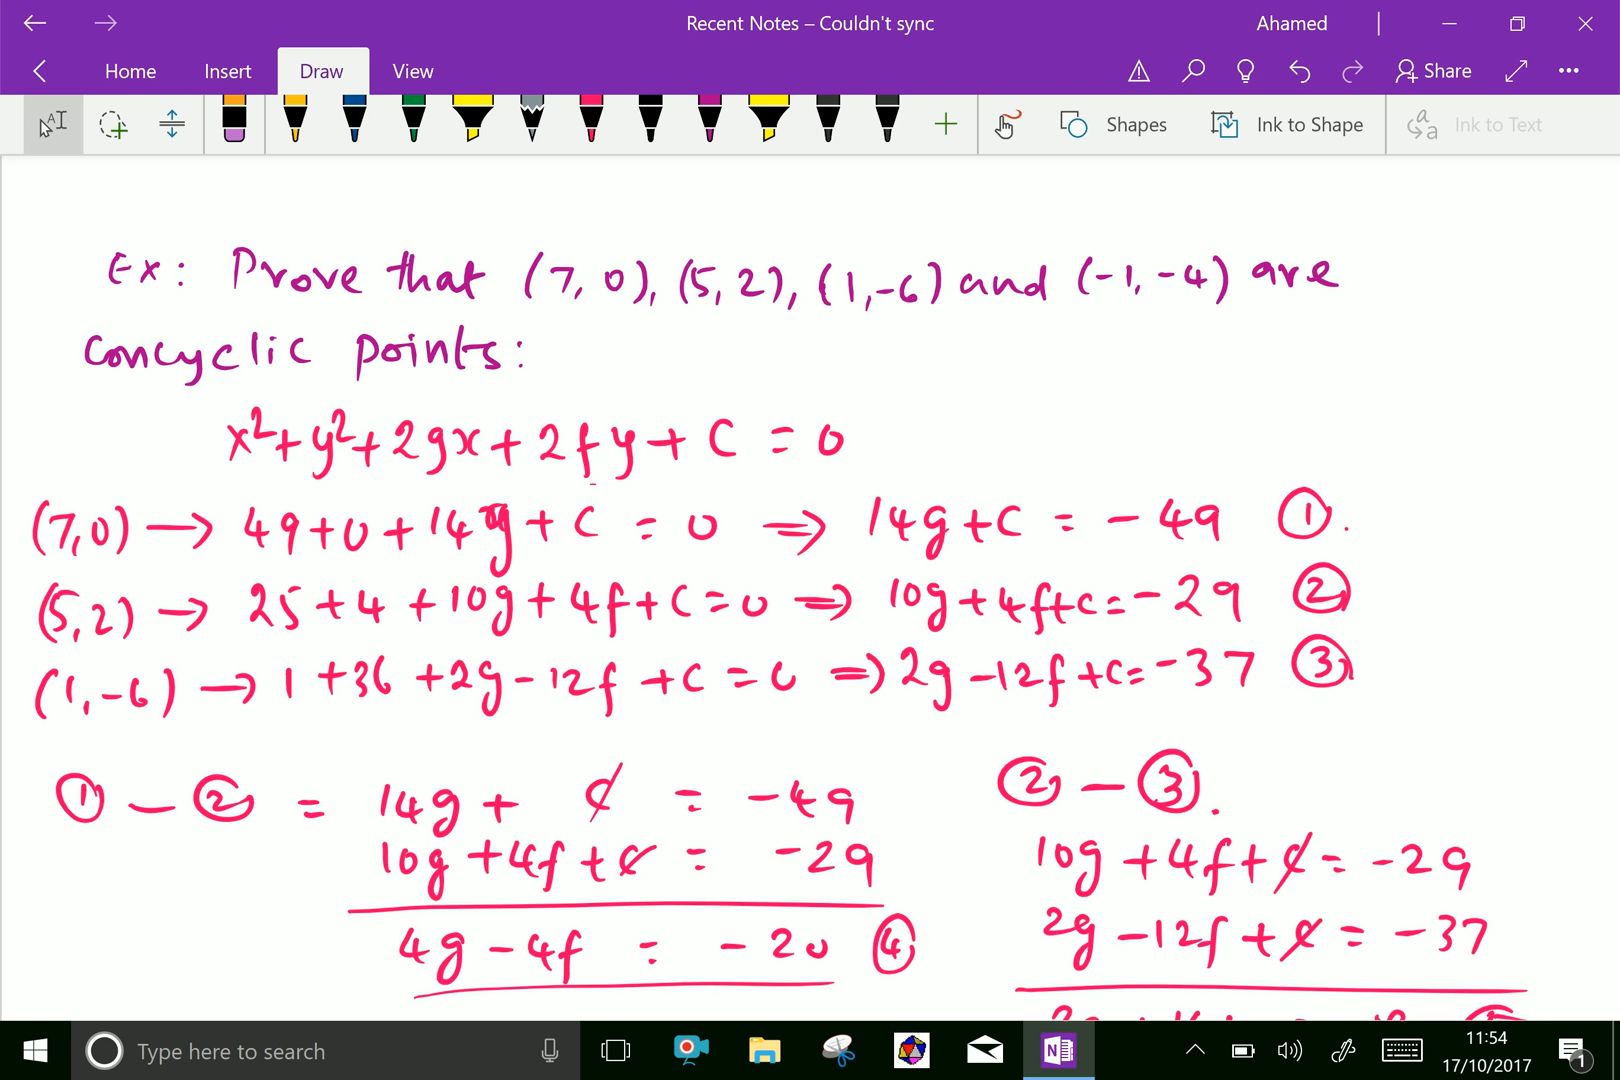 Recent Notes – Couldn't sync
Ahamed
Home Insert Draw View
Share
Shapes Ink to Shape Ink to Text
Ex: Prove that (7, 0), (5, 2), (1, -6) and (-1, -4) are
concyclic points:
x²+y²+2gx+2fy+c = 0
(7,0) → 49+0+14g+c = 0 ⇒ 14g+c = -49 ①.
(5,2) → 25+4+10g+4f+c=0 ⇒ 10g+4f+c=-29 ②
(1,-6) → 1+36+2g-12f+c=0 ⇒ 2g-12f+c=-37 ③
① - ② = 14g + c = -49
10g+4f+c = -29
4g-4f = -20 ④
② - ③.
10g+4f+c=-29
2g-12f+c=-37
Type here to search
11:54
17/10/2017
1